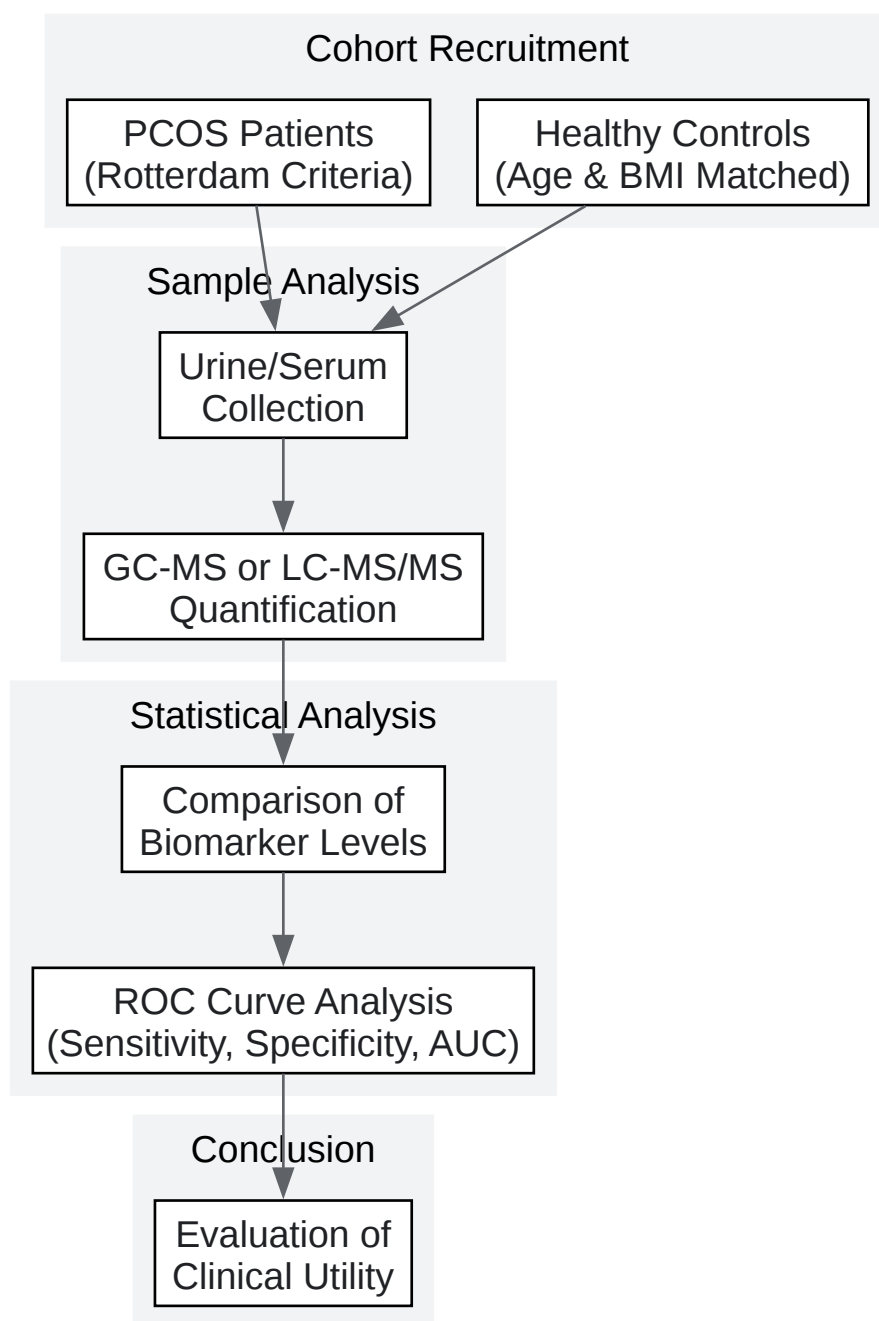 Cohort Recruitment
PCOS Patients
(Rotterdam Criteria)
Healthy Controls
(Age & BMI Matched)
Sample Analysis
Urine/Serum
Collection
GC-MS or LC-MS/MS
Quantification
Statistical Analysis
Comparison of
Biomarker Levels
ROC Curve Analysis
(Sensitivity, Specificity, AUC)
Conclusion
Evaluation of
Clinical Utility